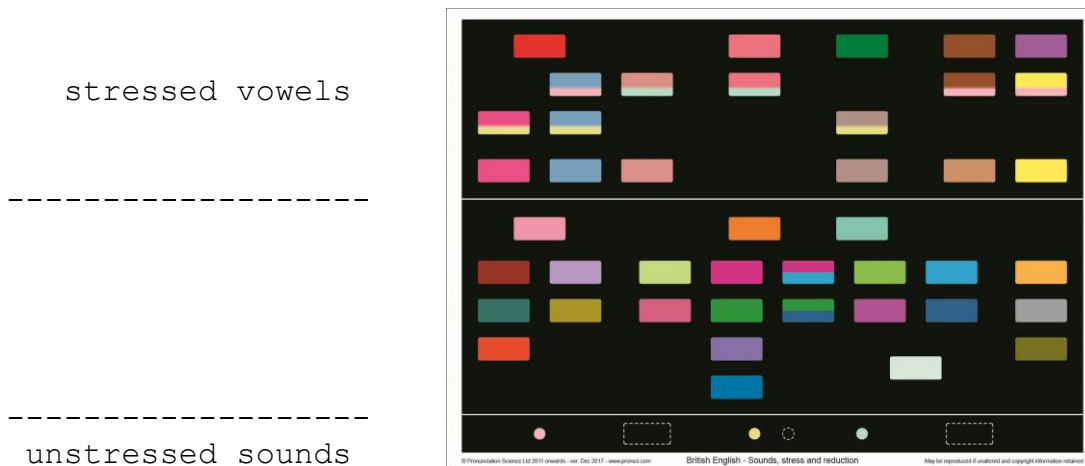 stressed vowels
-------------------
-------------------
unstressed sounds
© Pronunciation Science Ltd 2011 onwards - ver. Dec 2017 - www.pronsci.com
British English - Sounds, stress and reduction
May be reproduced if unaltered and copyright information retained